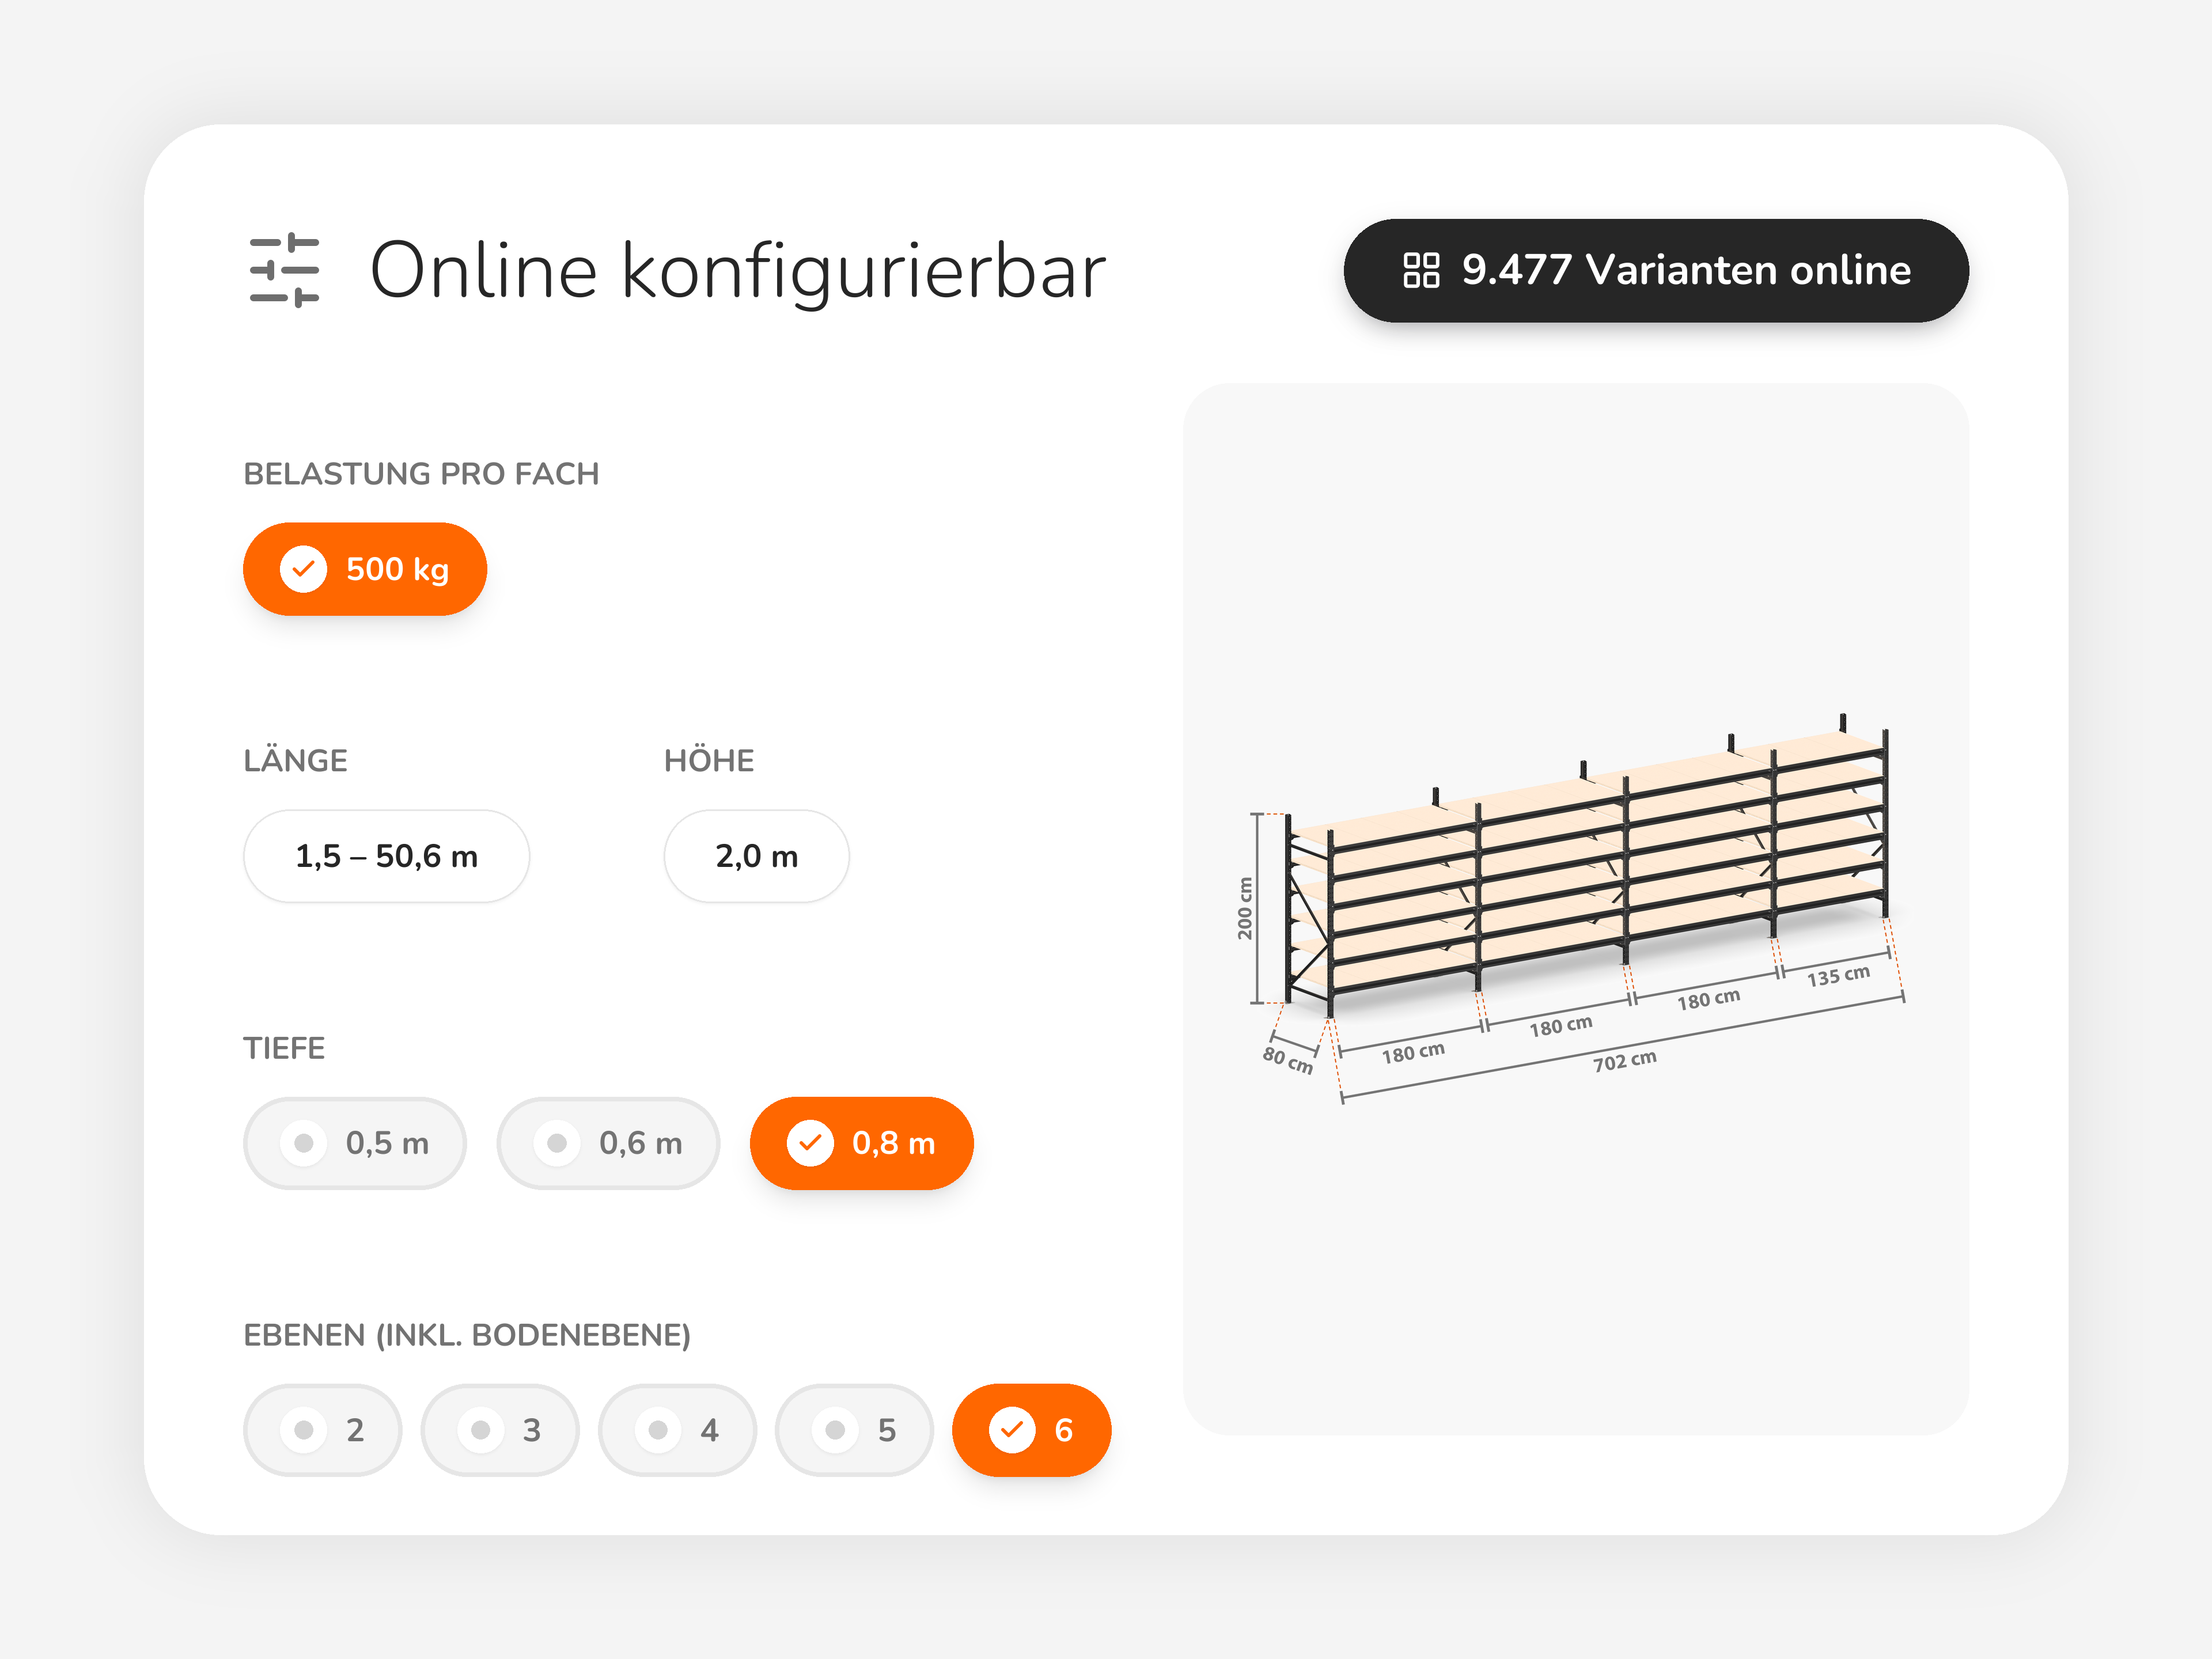 Online konfigurierbar
9.477 Varianten online
BELASTUNG PRO FACH
500 kg
LÄNGE
HÖHE
1,5 – 50,6 m
2,0 m
TIEFE
0,5 m
0,6 m
0,8 m
EBENEN (INKL. BODENEBENE)
2
3
4
5
6
200 cm
80 cm
180 cm
180 cm
180 cm
135 cm
702 cm